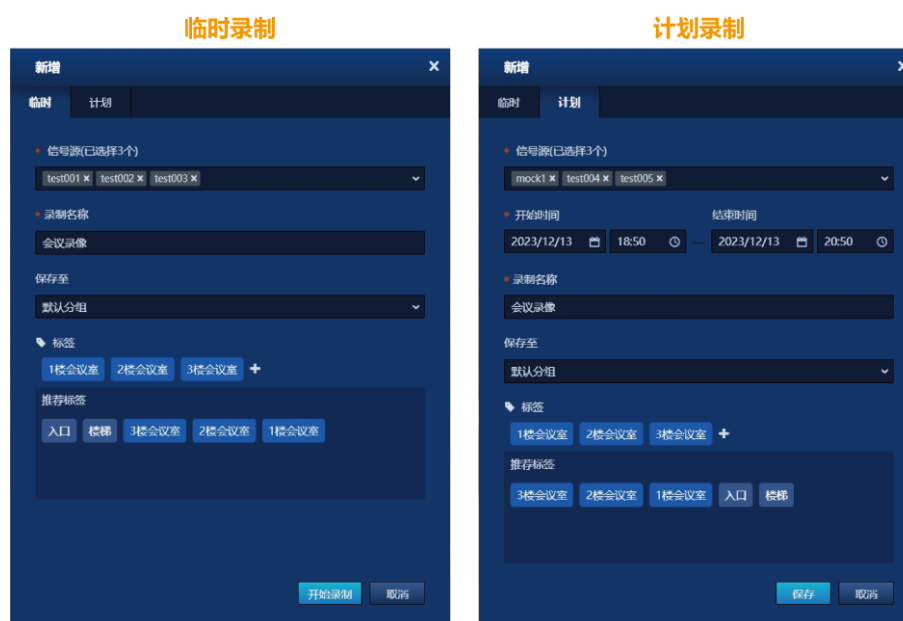 临时录制
新增
临时 计划
* 信号源(已选择3个)
test001 × test002 × test003 ×
* 录制名称
会议录像
保存至
默认分组
标签
1楼会议室 2楼会议室 3楼会议室 +
推荐标签
入口 楼梯 3楼会议室 2楼会议室 1楼会议室
开始录制 取消
计划录制
新增
临时 计划
* 信号源(已选择3个)
mock1 × test004 × test005 ×
* 开始时间 结束时间
2023/12/13 18:50 — 2023/12/13 20:50
* 录制名称
会议录像
保存至
默认分组
标签
1楼会议室 2楼会议室 3楼会议室 +
推荐标签
3楼会议室 2楼会议室 1楼会议室 入口 楼梯
保存 取消